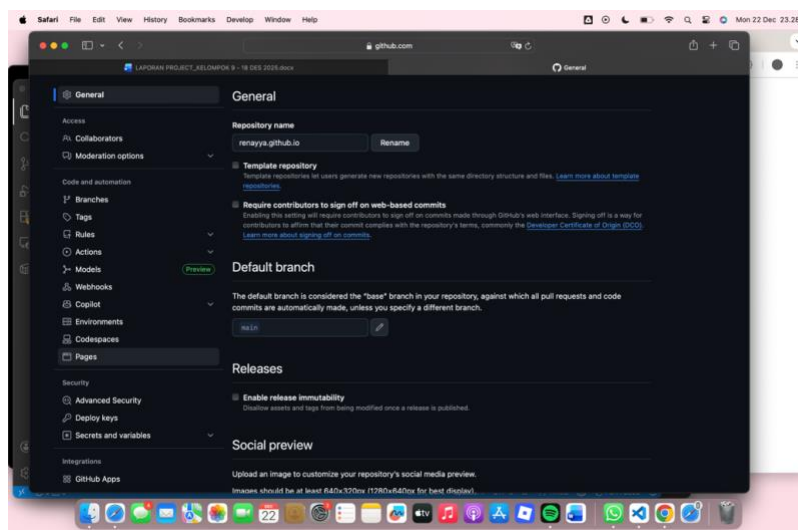 Safari File Edit View History Bookmarks Develop Window Help
Mon 22 Dec 23.28
github.com
LAPORAN PROJECT_KELOMPOK 9 - 18 DES 2025.docx
General
General
Access
Collaborators
Moderation options
Code and automation
Branches
Tags
Rules
Actions
Models Preview
Webhooks
Copilot
Environments
Codespaces
Pages
Security
Advanced Security
Deploy keys
Secrets and variables
Integrations
GitHub Apps
General
Repository name
renayya.github.io Rename
Template repository
Template repositories let users generate new repositories with the same directory structure and files. Learn more about template
repositories.
Require contributors to sign off on web-based commits
Enabling this setting will require contributors to sign off on commits made through GitHub's web interface. Signing off is a way for
contributors to affirm that their commit complies with the repository's terms, commonly the Developer Certificate of Origin (DCO).
Learn more about signing off on commits.
Default branch
The default branch is considered the "base" branch in your repository, against which all pull requests and code
commits are automatically made, unless you specify a different branch.
main
Releases
Enable release immutability
Disallow assets and tags from being modified once a release is published.
Social preview
Upload an image to customize your repository's social media preview.
Images should be at least 640×320px (1280×640px for best display).
22
tv